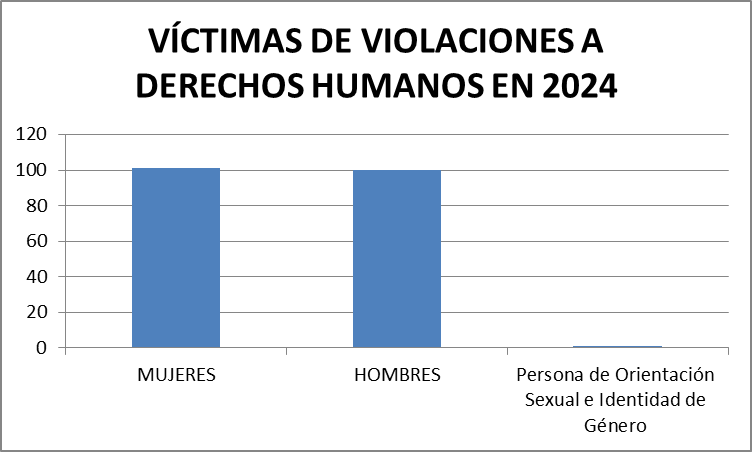 VÍCTIMAS DE VIOLACIONES A
DERECHOS HUMANOS EN 2024
120
100
80
60
40
20
0
MUJERES
HOMBRES
Persona de Orientación
Sexual e Identidad de
Género